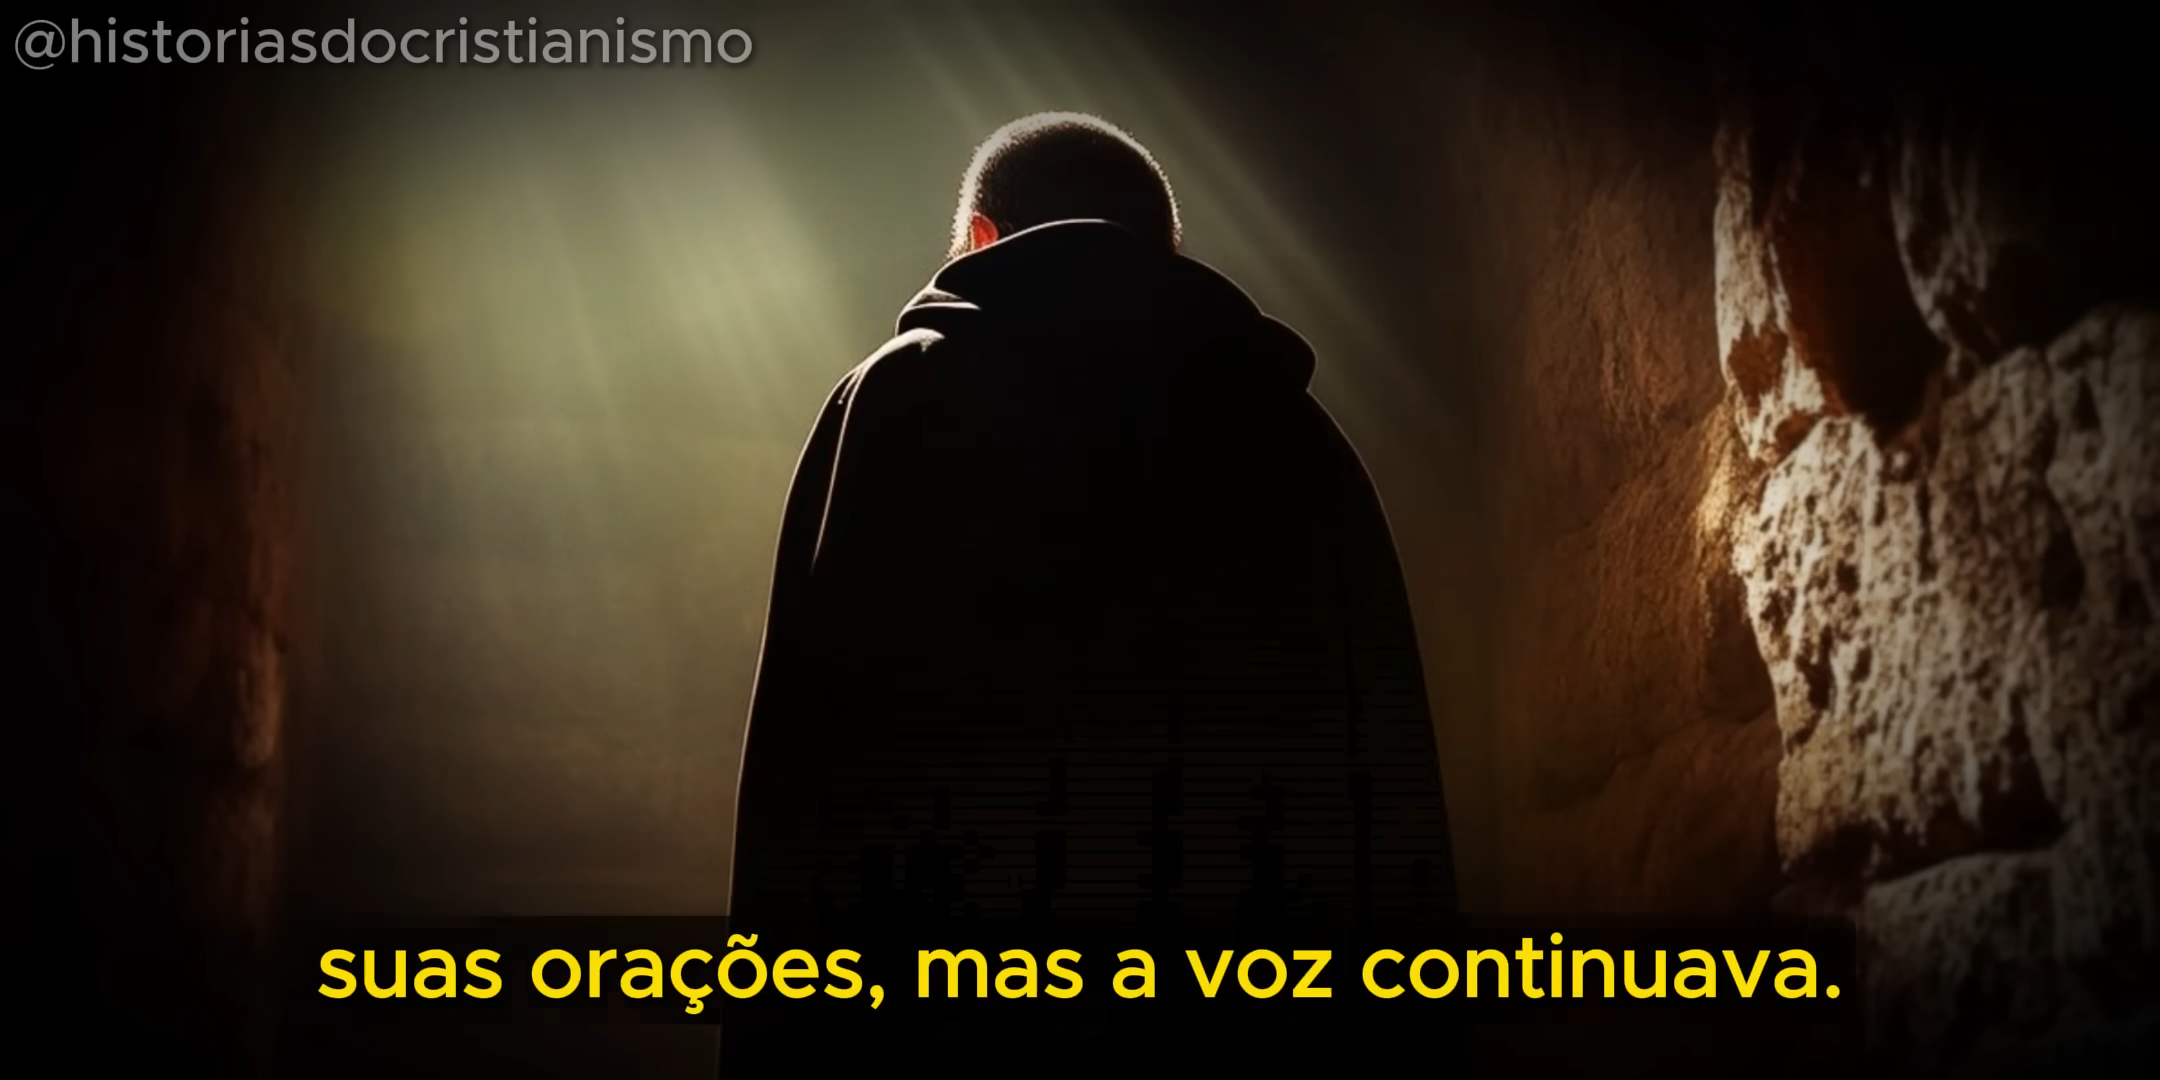 @historiasdocristianismo
suas orações, mas a voz continuava.